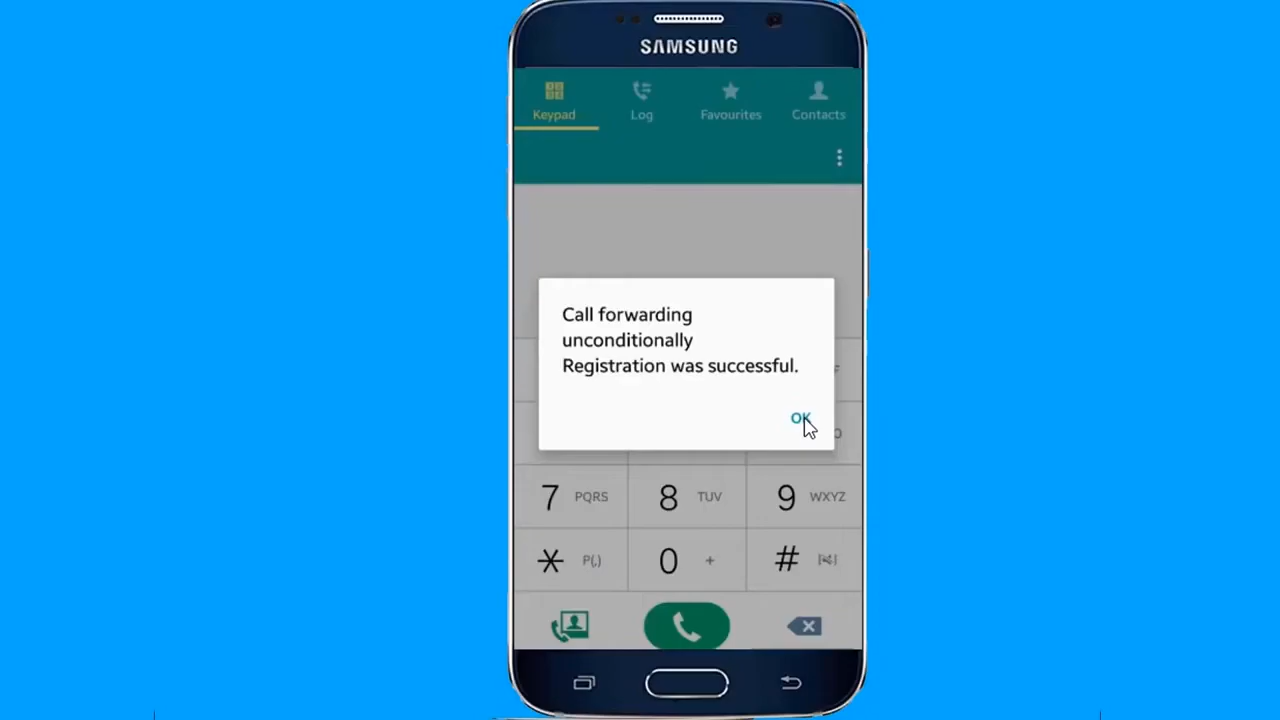 SAMSUNG
Keypad
Log
Favourites
Contacts
Call forwarding
unconditionally
Registration was successful.
OK
7 PQRS
8 TUV
9 WXYZ
* P(,)
0 +
#